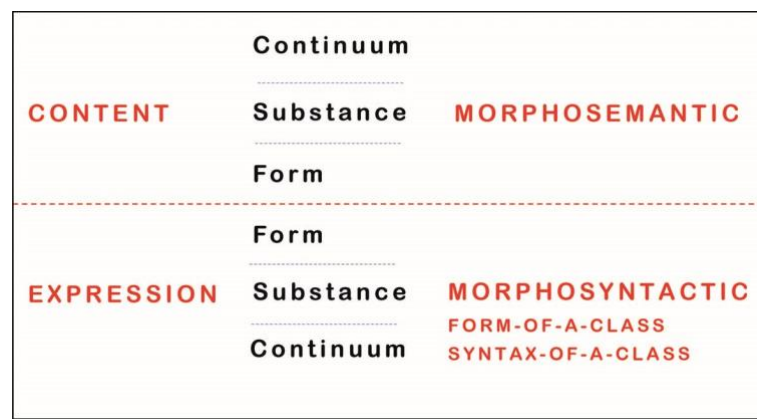 Continuum
CONTENT Substance MORPHOSEMANTIC
Form
Form
EXPRESSION Substance MORPHOSYNTACTIC
FORM-OF-A-CLASS
Continuum SYNTAX-OF-A-CLASS